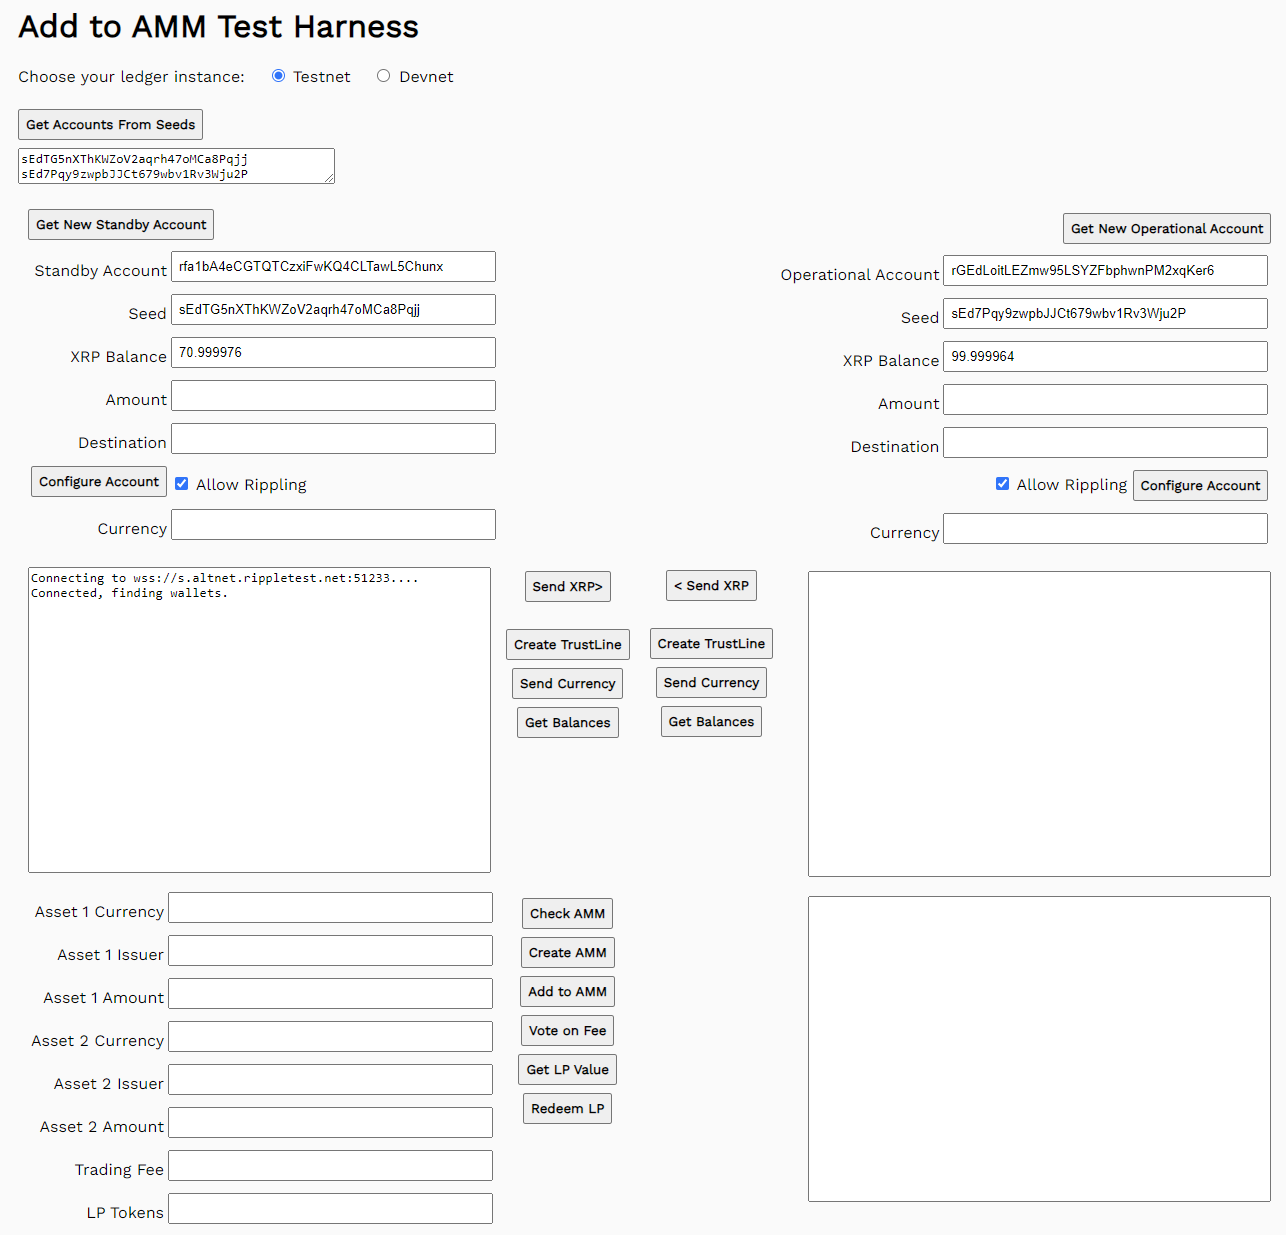 Add to AMM Test Harness
Choose your ledger instance: Testnet Devnet
Get Accounts From Seeds
sEdTG5nXThKWZoV2aqrh47oMCa8Pqjj
sEd7Pqy9zwpbJJCt679wbv1Rv3Wju2P
Get New Standby Account
Standby Account rfa1bA4eCGTQTCzxiFwKQ4CLTawL5Chunx
Seed sEdTG5nXThKWZoV2aqrh47oMCa8Pqjj
XRP Balance 70.999976
Amount
Destination
Configure Account Allow Rippling
Currency
Get New Operational Account
Operational Account rGEdLoitLEZmw95LSYZFbphwnPM2xqKer6
Seed sEd7Pqy9zwpbJJCt679wbv1Rv3Wju2P
XRP Balance 99.999964
Amount
Destination
Allow Rippling Configure Account
Currency
Connecting to wss://s.altnet.rippletest.net:51233....
Connected, finding wallets.
Send XRP>
Create TrustLine
Send Currency
Get Balances
< Send XRP
Create TrustLine
Send Currency
Get Balances
Asset 1 Currency
Asset 1 Issuer
Asset 1 Amount
Asset 2 Currency
Asset 2 Issuer
Asset 2 Amount
Trading Fee
LP Tokens
Check AMM
Create AMM
Add to AMM
Vote on Fee
Get LP Value
Redeem LP